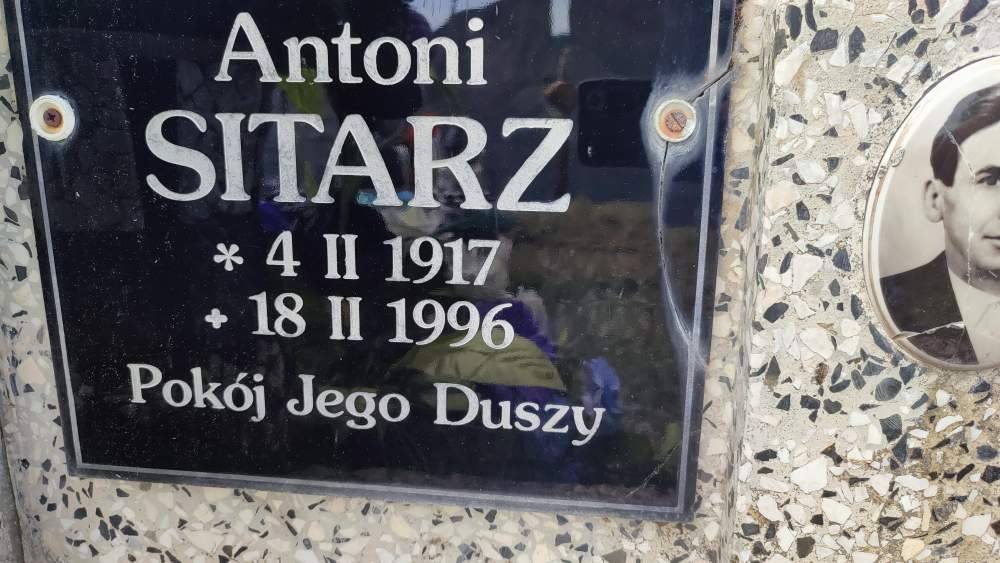 Antoni
SITARZ
* 4 II 1917
+ 18 II 1996
Pokój Jego Duszy